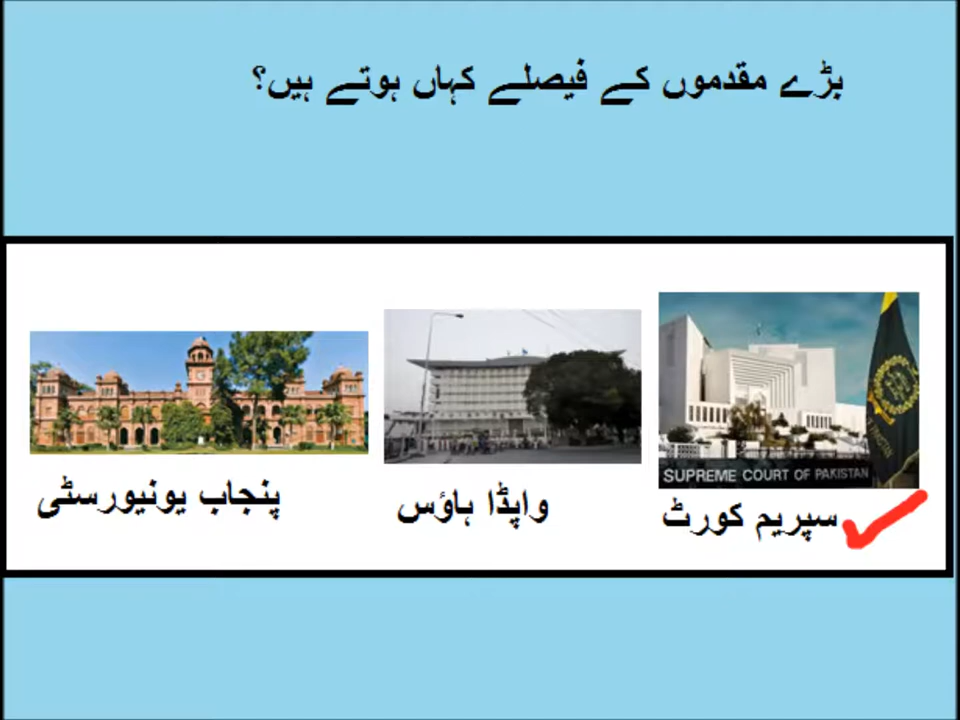 بڑے مقدموں کے فیصلے کہاں ہوتے ہیں؟
SUPREME COURT OF PAKISTAN
سپریم کورٹ
واپڈا ہاؤس
پنجاب یونیورسٹی